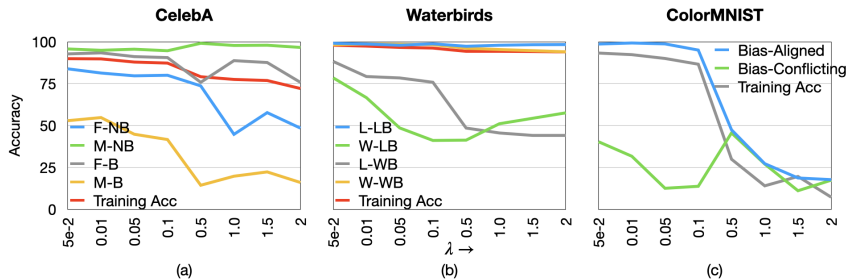 CelebA
Waterbirds
ColorMNIST
Accuracy
100
75
50
25
0
F-NB
M-NB
F-B
M-B
Training Acc
5e-2
0.01
0.05
0.1
0.5
1.0
1.5
2
(a)
L-LB
W-LB
L-WB
W-WB
Training Acc
5e-2
0.01
0.05
0.1
0.5
1.0
1.5
2
λ →
(b)
Bias-Aligned
Bias-Conflicting
Training Acc
5e-2
0.01
0.05
0.1
0.5
1.0
1.5
2
(c)